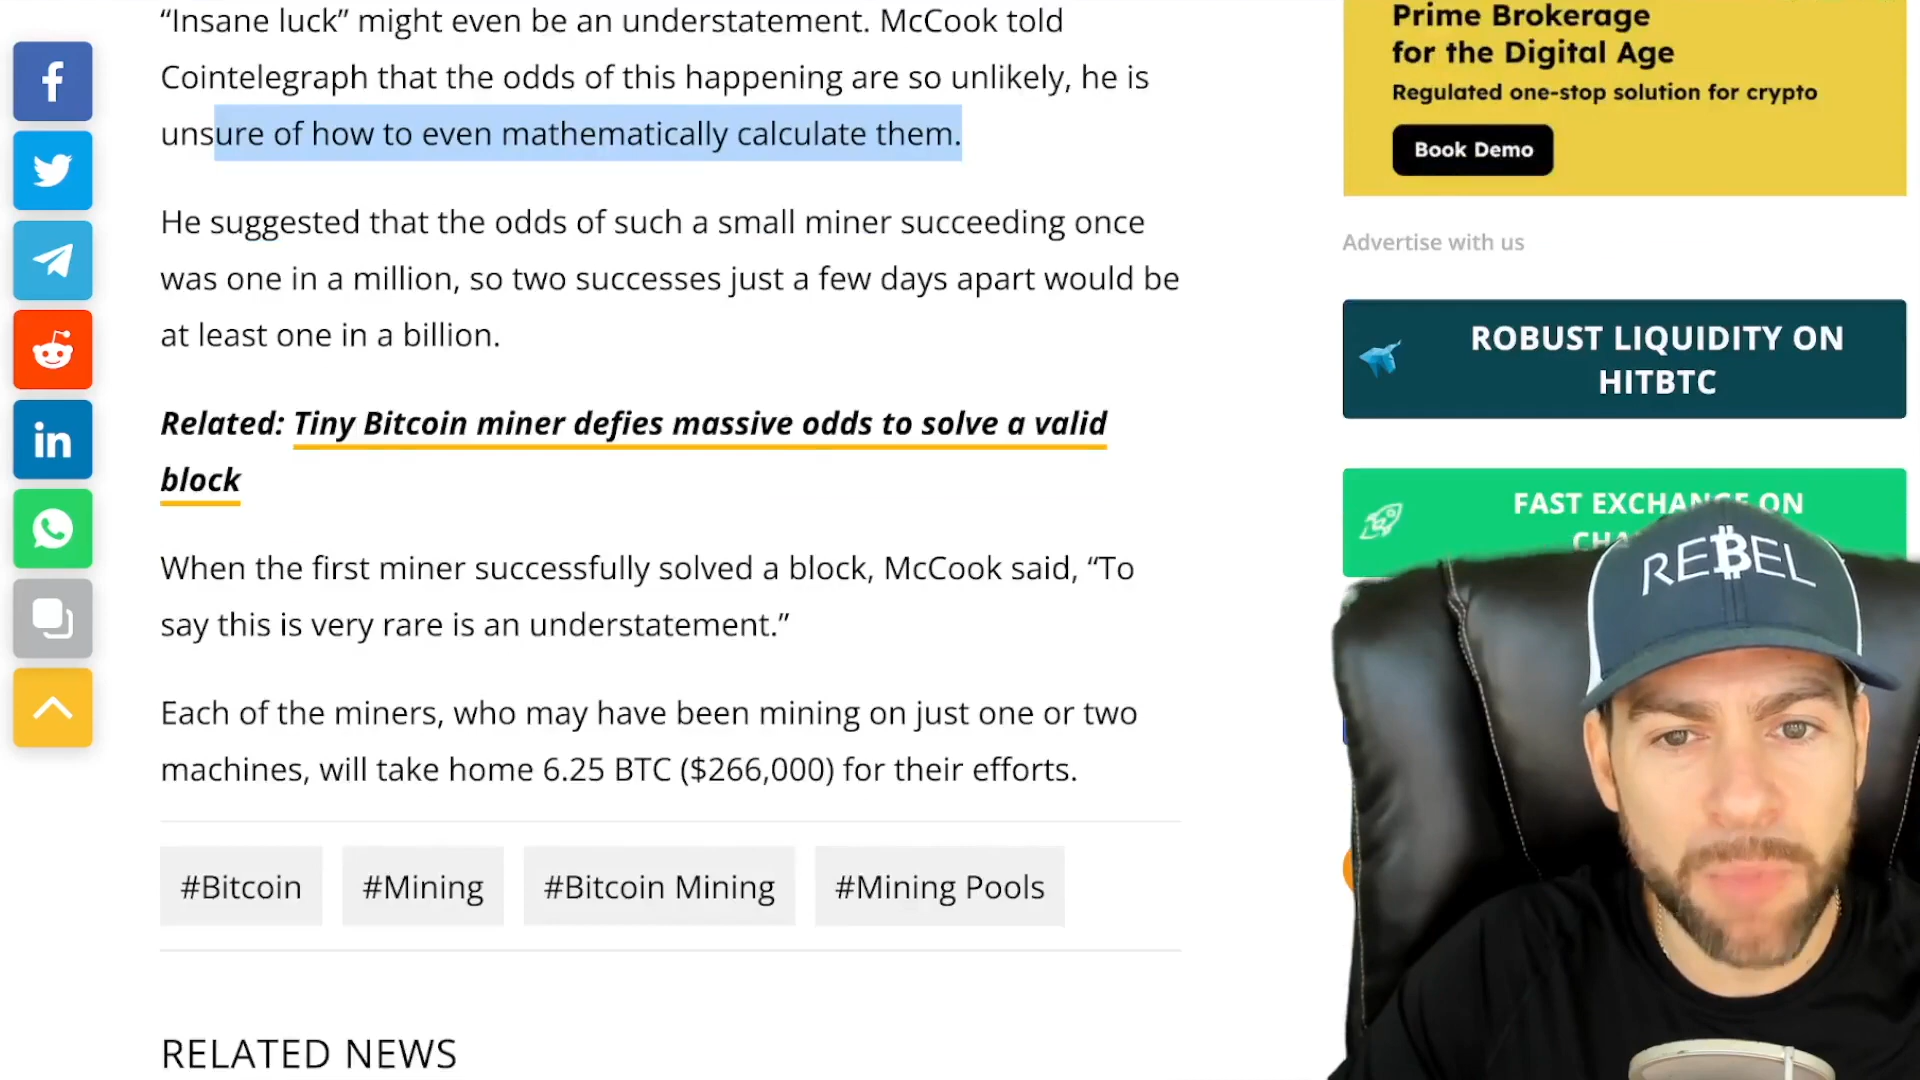 “Insane luck” might even be an understatement. McCook told
Cointelegraph that the odds of this happening are so unlikely, he is
unsure of how to even mathematically calculate them.
He suggested that the odds of such a small miner succeeding once
was one in a million, so two successes just a few days apart would be
at least one in a billion.
Related: Tiny Bitcoin miner defies massive odds to solve a valid
block
When the first miner successfully solved a block, McCook said, “To
say this is very rare is an understatement.”
Each of the miners, who may have been mining on just one or two
machines, will take home 6.25 BTC ($266,000) for their efforts.
#Bitcoin #Mining #Bitcoin Mining #Mining Pools
RELATED NEWS
Prime Brokerage
for the Digital Age
Regulated one-stop solution for crypto
Book Demo
Advertise with us
ROBUST LIQUIDITY ON
HITBTC
FAST EXCHANGE ON
REBEL